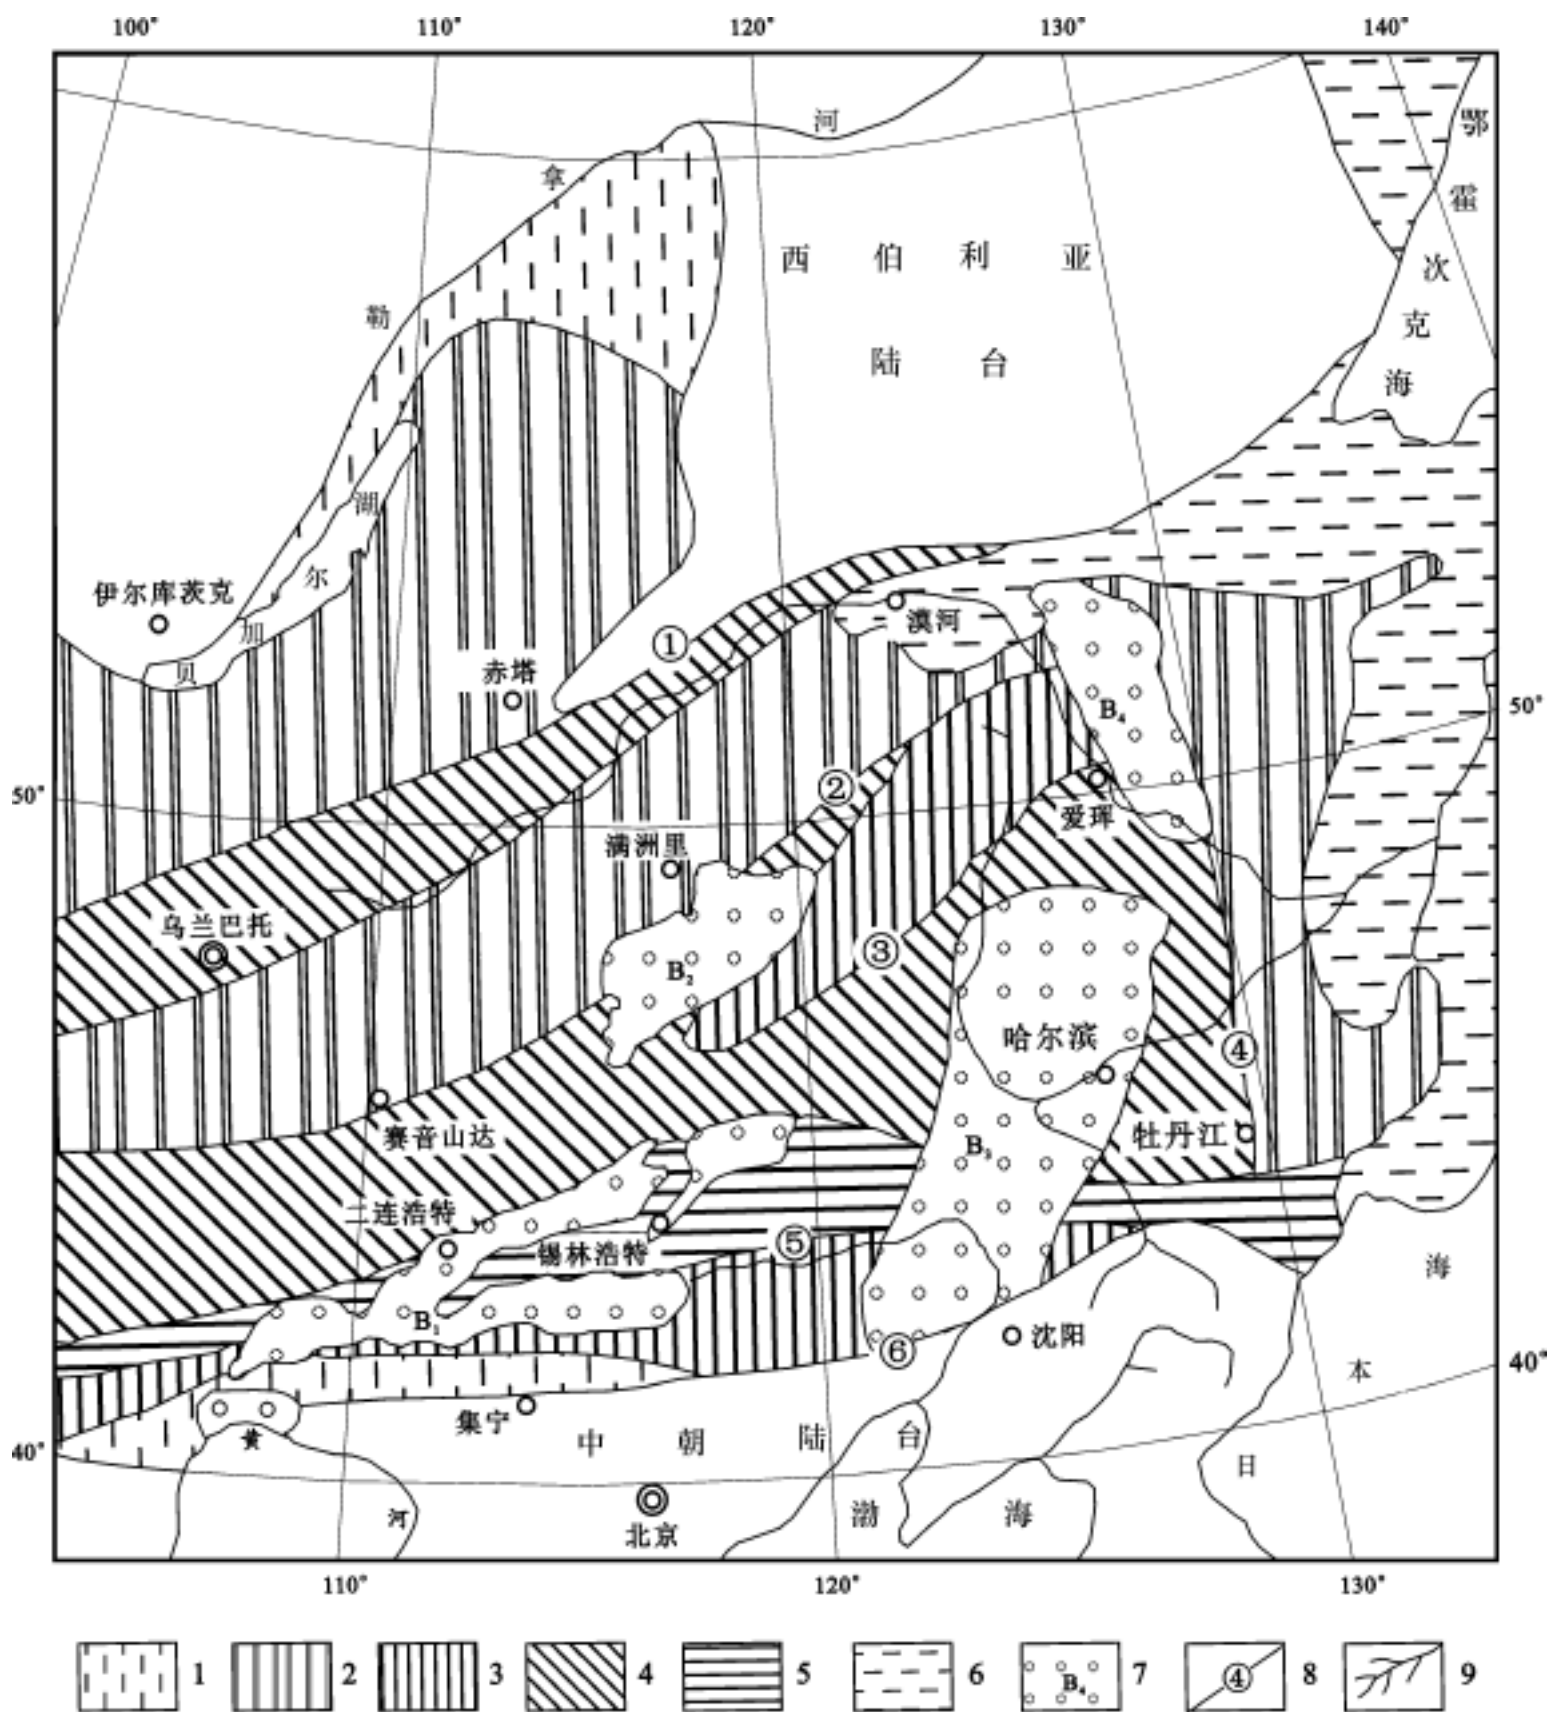 100° 110° 120° 130° 140°
河
鄂
拿
霍
西伯利亚
次
勒
克
陆台
海
湖
尔
伊尔库茨克
加
漠河
①
贝
赤塔
50°
B₄
②
50°
爱珲
满洲里
乌兰巴托
③
B₂
哈尔滨
④
赛音山达
牡丹江
B₃
二连浩特
锡林浩特
⑤
海
B₁
⑥
沈阳
本
40°
集宁
黄
中朝陆台
40°
日
渤海
河
北京
110° 120° 130°
1 2 3 4 5 6 B₄ 7 ④ 8 9